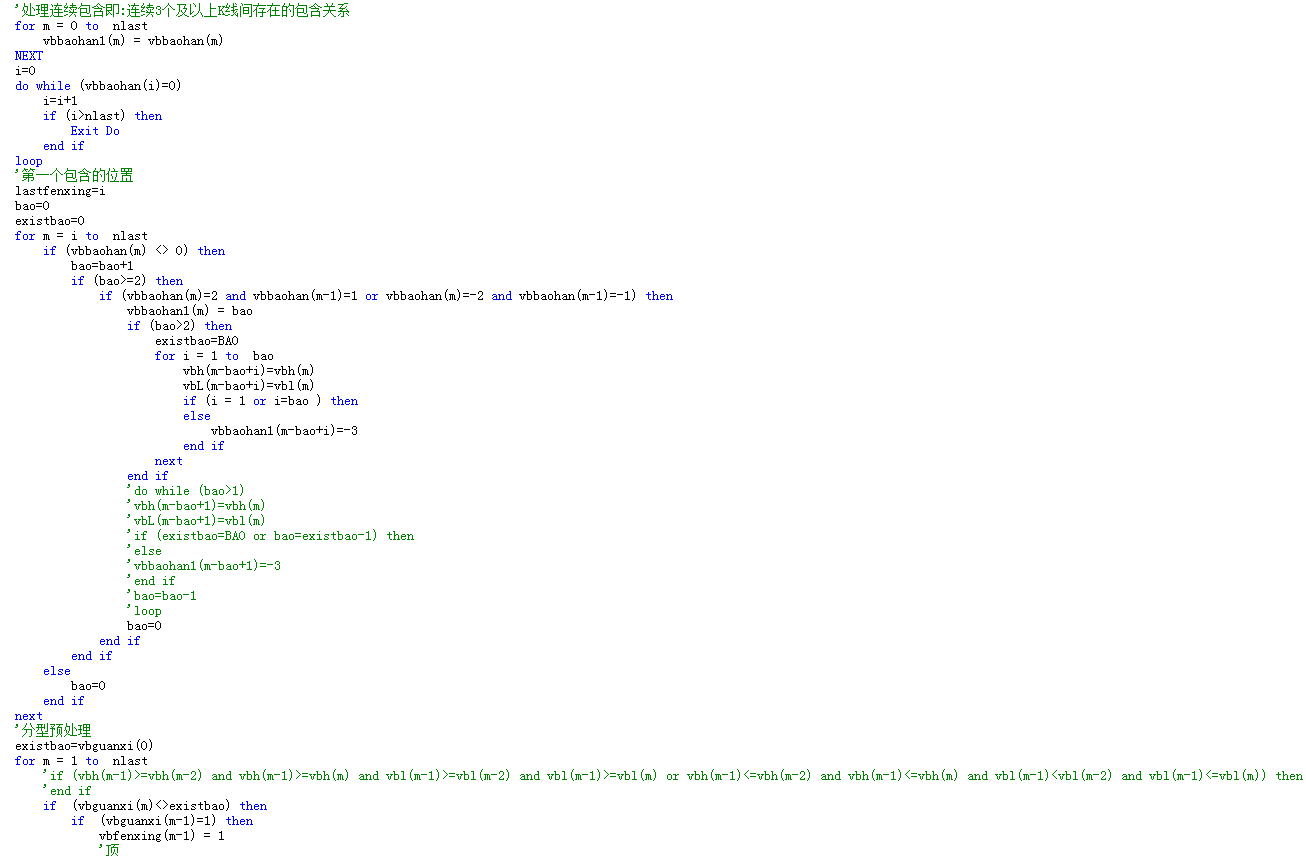 '处理连续包含即:连续3个及以上K线间存在的包含关系
for m = 0 to  nlast
    vbbaohan1(m) = vbbaohan(m)
NEXT
i=0
do while (vbbaohan(i)=0)
    i=i+1
    if (i>nlast) then
        Exit Do
    end if
loop
'第一个包含的位置
lastfenxing=i
bao=0
existbao=0
for m = i to  nlast
    if (vbbaohan(m) <> 0) then
        bao=bao+1
        if (bao>=2) then
            if (vbbaohan(m)=2 and vbbaohan(m-1)=1 or vbbaohan(m)=-2 and vbbaohan(m-1)=-1) then
                vbbaohan1(m) = bao
                if (bao>2) then
                    existbao=BAO
                    for i = 1 to  bao
                        vbh(m-bao+i)=vbh(m)
                        vbL(m-bao+i)=vbl(m)
                        if (i = 1 or i=bao ) then
                        else
                            vbbaohan1(m-bao+i)=-3
                        end if
                    next
                end if
                'do while (bao>1)
                'vbh(m-bao+1)=vbh(m)
                'vbL(m-bao+1)=vbl(m)
                'if (existbao=BAO or bao=existbao-1) then
                'else
                'vbbaohan1(m-bao+1)=-3
                'end if
                'bao=bao-1
                'loop
                bao=0
            end if
        end if
    else
        bao=0
    end if
next
'分型预处理
existbao=vbguanxi(0)
for m = 1 to  nlast
    'if (vbh(m-1)>=vbh(m-2) and vbh(m-1)>=vbh(m) and vbl(m-1)>=vbl(m-2) and vbl(m-1)>=vbl(m) or vbh(m-1)<=vbh(m-2) and vbh(m-1)<=vbh(m) and vbl(m-1)<vbl(m-2) and vbl(m-1)<=vbl(m)) then
    'end if
    if  (vbguanxi(m)<>existbao) then
        if  (vbguanxi(m-1)=1) then
            vbfenxing(m-1) = 1
            '顶